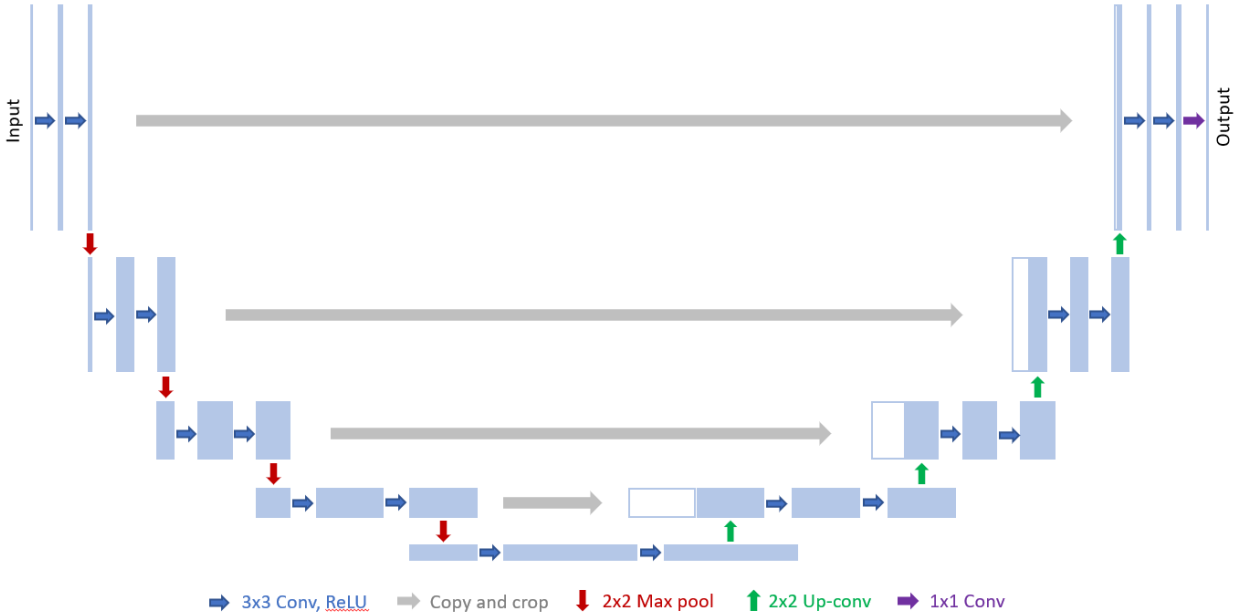 Input
Output
3x3 Conv, ReLU
Copy and crop
2x2 Max pool
2x2 Up-conv
1x1 Conv